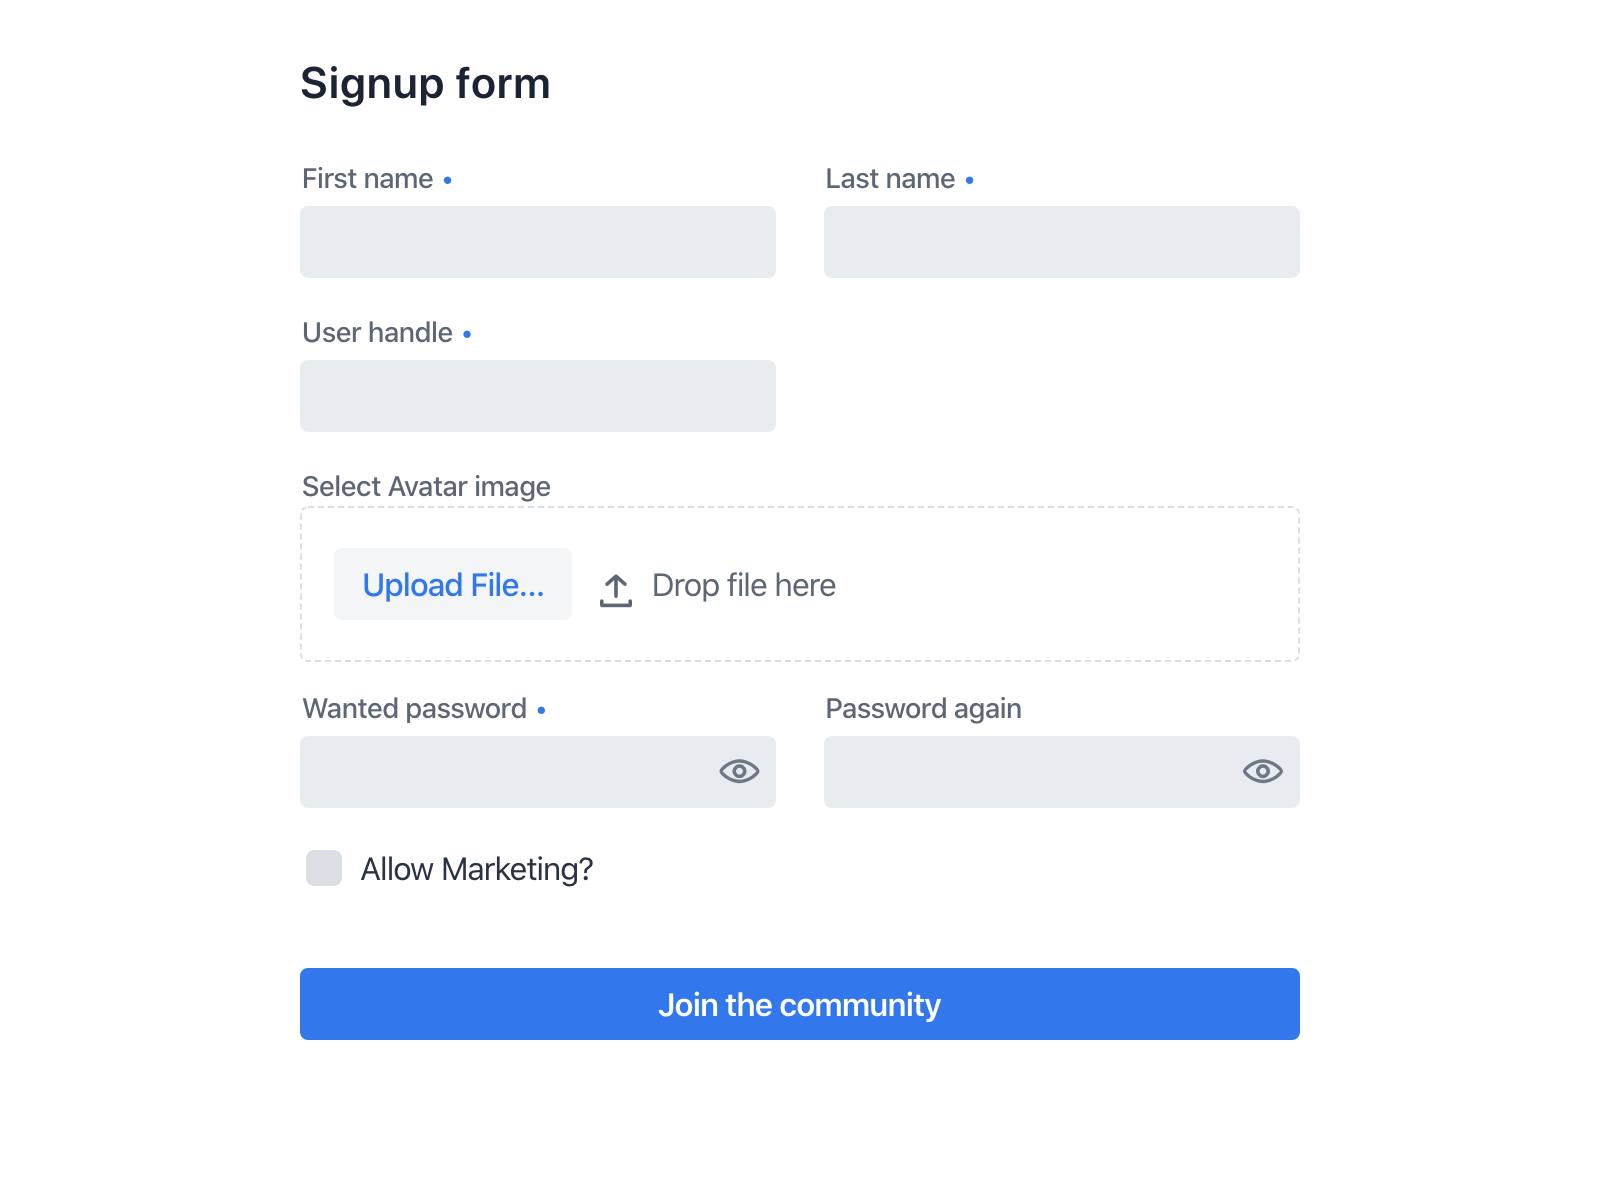 Signup form
First name •
Last name •
User handle •
Select Avatar image
Upload File...
Drop file here
Wanted password •
Password again
Allow Marketing?
Join the community